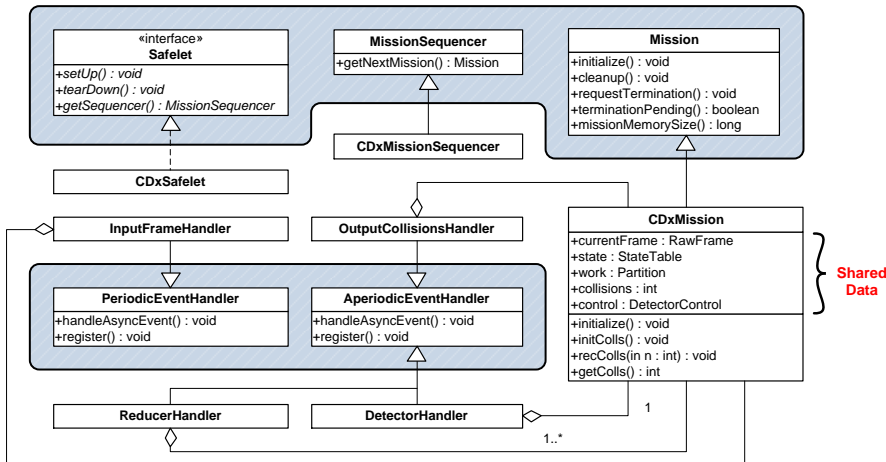 «interface»
Safelet
+setUp() : void
+tearDown() : void
+getSequencer() : MissionSequencer
MissionSequencer
+getNextMission() : Mission
Mission
+initialize() : void
+cleanup() : void
+requestTermination() : void
+terminationPending() : boolean
+missionMemorySize() : long
CDxSafelet
CDxMissionSequencer
InputFrameHandler
OutputCollisionsHandler
CDxMission
+currentFrame : RawFrame
+state : StateTable
+work : Partition
+collisions : int
+control : DetectorControl
+initialize() : void
+initColls() : void
+recColls(in n : int) : void
+getColls() : int
Shared
Data
PeriodicEventHandler
+handleAsyncEvent() : void
+register() : void
AperiodicEventHandler
+handleAsyncEvent() : void
+register() : void
ReducerHandler
DetectorHandler
1
1..*